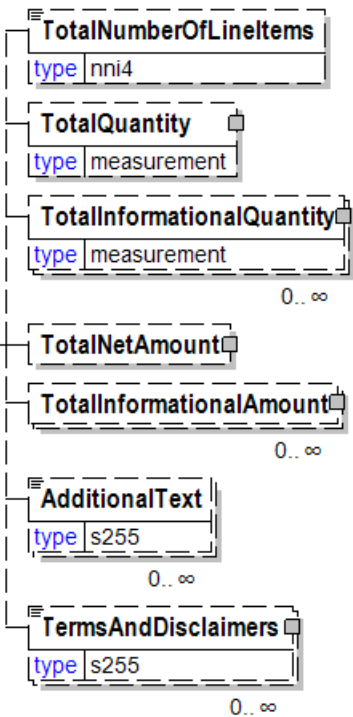 TotalNumberOfLineItems
type nni4
TotalQuantity
type measurement
TotalInformationalQuantity
type measurement
0.. ∞
TotalNetAmount
TotalInformationalAmount
0.. ∞
AdditionalText
type s255
0.. ∞
TermsAndDisclaimers
type s255
0.. ∞